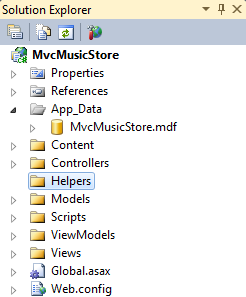 Solution Explorer
MvcMusicStore
Properties
References
App_Data
MvcMusicStore.mdf
Content
Controllers
Helpers
Models
Scripts
ViewModels
Views
Global.asax
Web.config